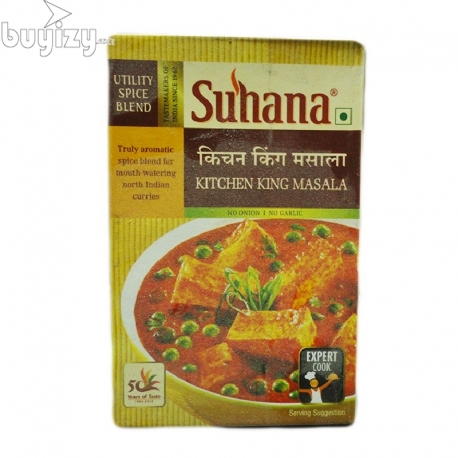 buyizy.com
UTILITY
SPICE
BLEND
TASTEMAKERS OF
INDIA SINCE 1962
Suhana®
किचन किंग मसाला
KITCHEN KING MASALA
Truly aromatic
spice blend for
mouth-watering
north Indian
curries
NO ONION | NO GARLIC
EXPERT
COOK
50
Years of Taste
Serving Suggestion